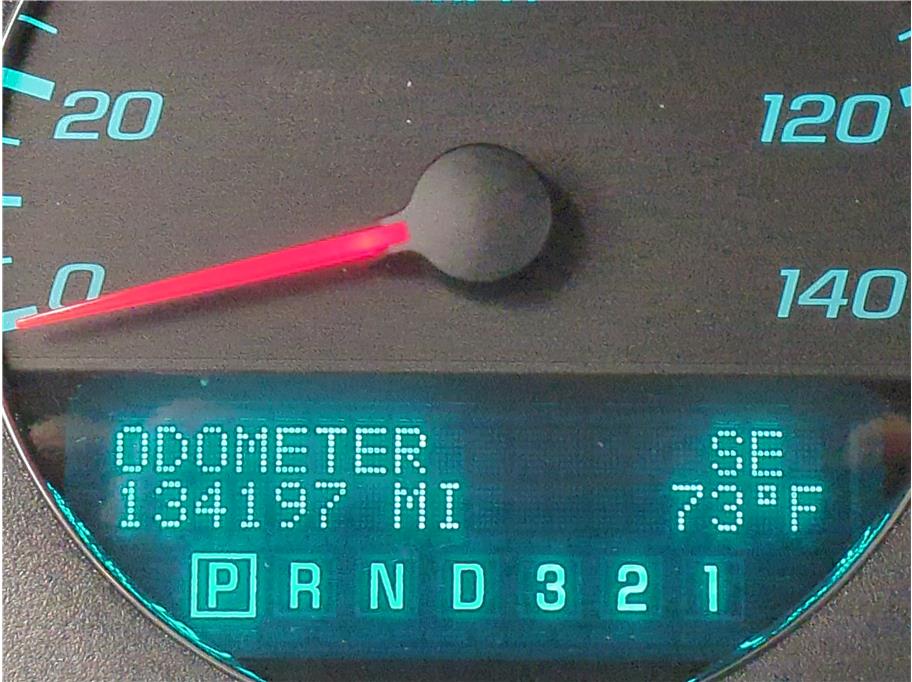 20 120
0 140
ODOMETER SE
134197 MI 73°F
P R N D 3 2 1